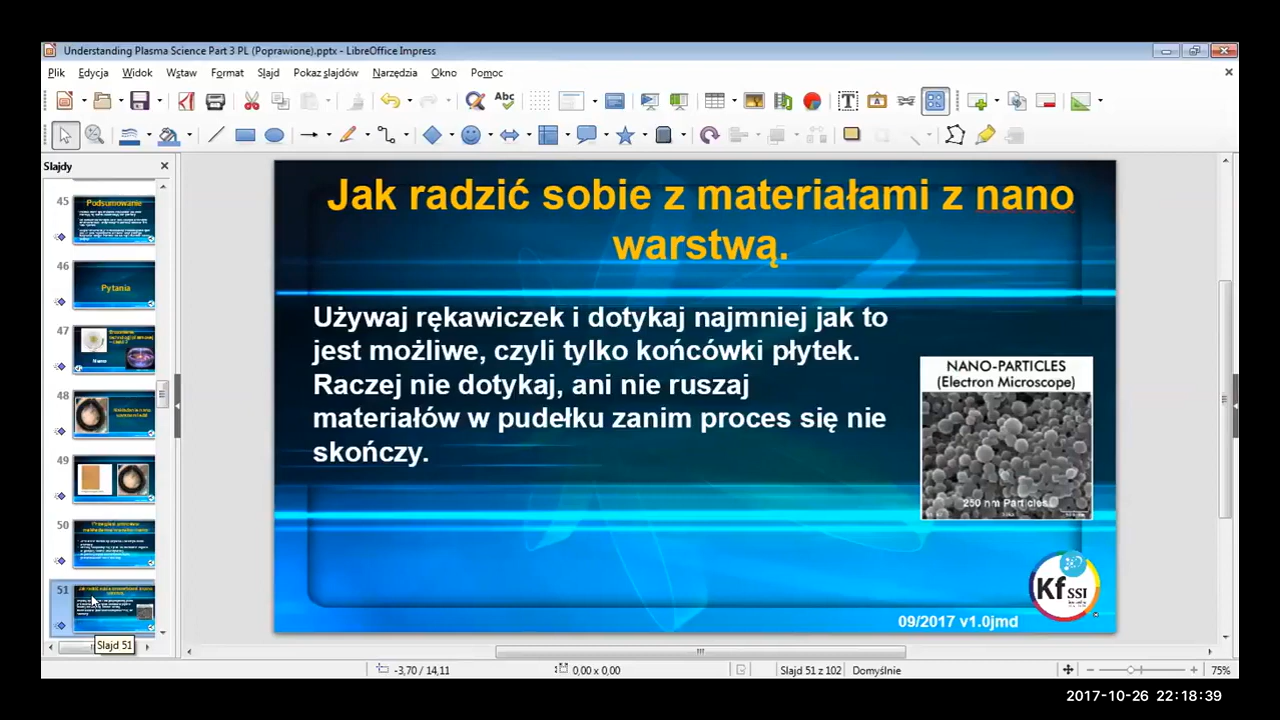 Understanding Plasma Science Part 3 PL (Poprawione).pptx - LibreOffice Impress
Plik Edycja Widok Wstaw Format Slajd Pokaz slajdów Narzędzia Okno Pomoc
Abc
Slajdy
45
Podsumowanie
46
Pytania
47
Nano
48
49
50
51
Slajd 51
Jak radzić sobie z materiałami z nano
warstwą.
Używaj rękawiczek i dotykaj najmniej jak to
jest możliwe, czyli tylko końcówki płytek.
Raczej nie dotykaj, ani nie ruszaj
materiałów w pudełku zanim proces się nie
skończy.
NANO-PARTICLES
(Electron Microscope)
250 nm Particles
Kf SSI
09/2017 v1.0jmd
-3,70 / 14,11 0,00 x 0,00 Slajd 51 z 102 Domyślnie 75%
2017-10-26 22:18:39